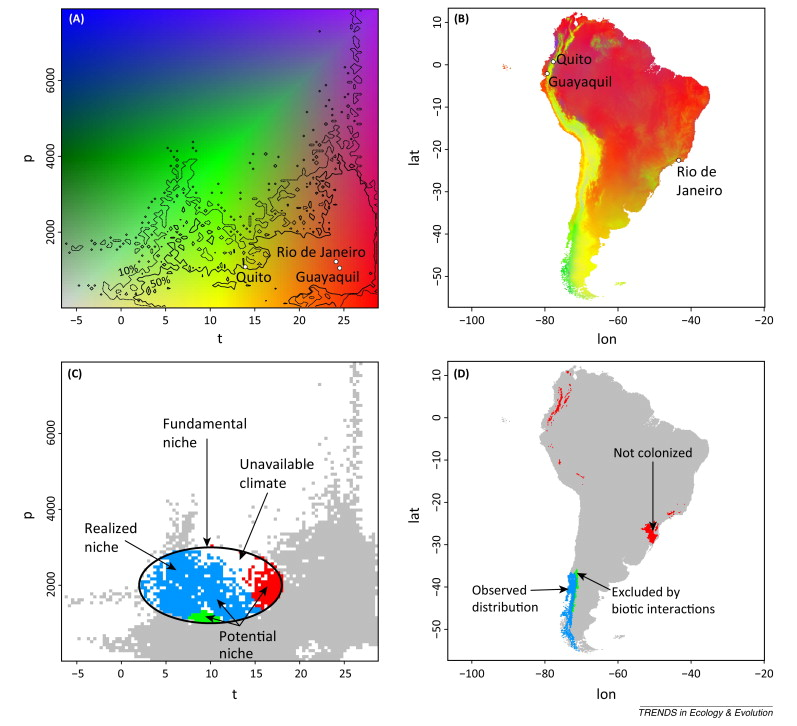 (A)
6000
4000
2000
p
10%
50%
Rio de Janeiro
Quito
Guayaquil
−5
0
5
10
15
20
25
t
(B)
10
0
−10
−20
−30
−40
−50
lat
Quito
Guayaquil
Rio de
Janeiro
−100
−80
−60
−40
−20
lon
(C)
6000
4000
2000
p
Fundamental
niche
Unavailable
climate
Realized
niche
Potential
niche
−5
0
5
10
15
20
25
t
(D)
10
0
−10
−20
−30
−40
−50
lat
Not colonized
Observed
distribution
Excluded by
biotic interactions
−100
−80
−60
−40
−20
lon
TRENDS in Ecology & Evolution